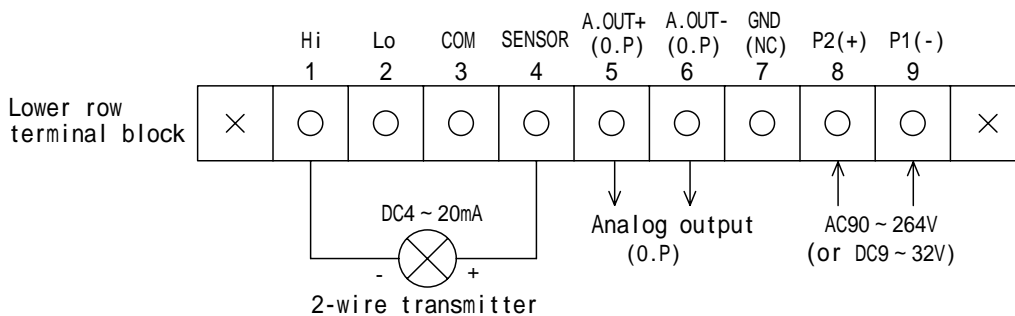 Hi Lo COM SENSOR A.OUT+ A.OUT- GND P2(+) P1(-)
(O.P) (O.P) (NC)
1 2 3 4 5 6 7 8 9
Lower row
terminal block
× ×
DC4 ~ 20mA
- +
2-wire transmitter
Analog output
(O.P)
AC90 ~ 264V
(or DC9 ~ 32V)